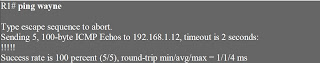 R1# ping wayne
Type escape sequence to abort.
Sending 5, 100-byte ICMP Echos to 192.168.1.12, timeout is 2 seconds:
!!!!!
Success rate is 100 percent (5/5), round-trip min/avg/max = 1/1/4 ms